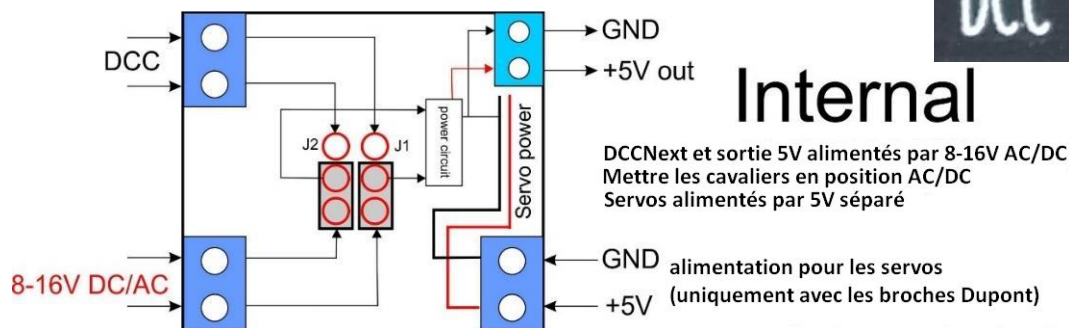 DCC
GND
DCC
+5V out
Internal
J2
J1
power circuit
Servo power
DCCNext et sortie 5V alimentés par 8-16V AC/DC
Mettre les cavaliers en position AC/DC
Servos alimentés par 5V séparé
8-16V DC/AC
GND
alimentation pour les servos
+5V
(uniquement avec les broches Dupont)